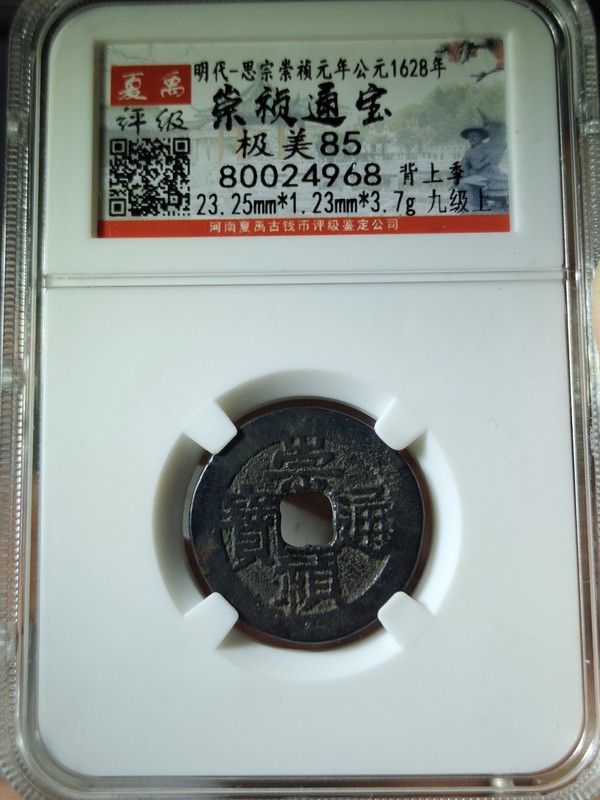 明代-思宗崇祯元年公元1628年
夏禹
评级
崇祯通宝
极美85
80024968 背上季
23.25mm*1.23mm*3.7g 九级上
河南夏禹古钱币评级鉴定公司
崇
寶 通
禎